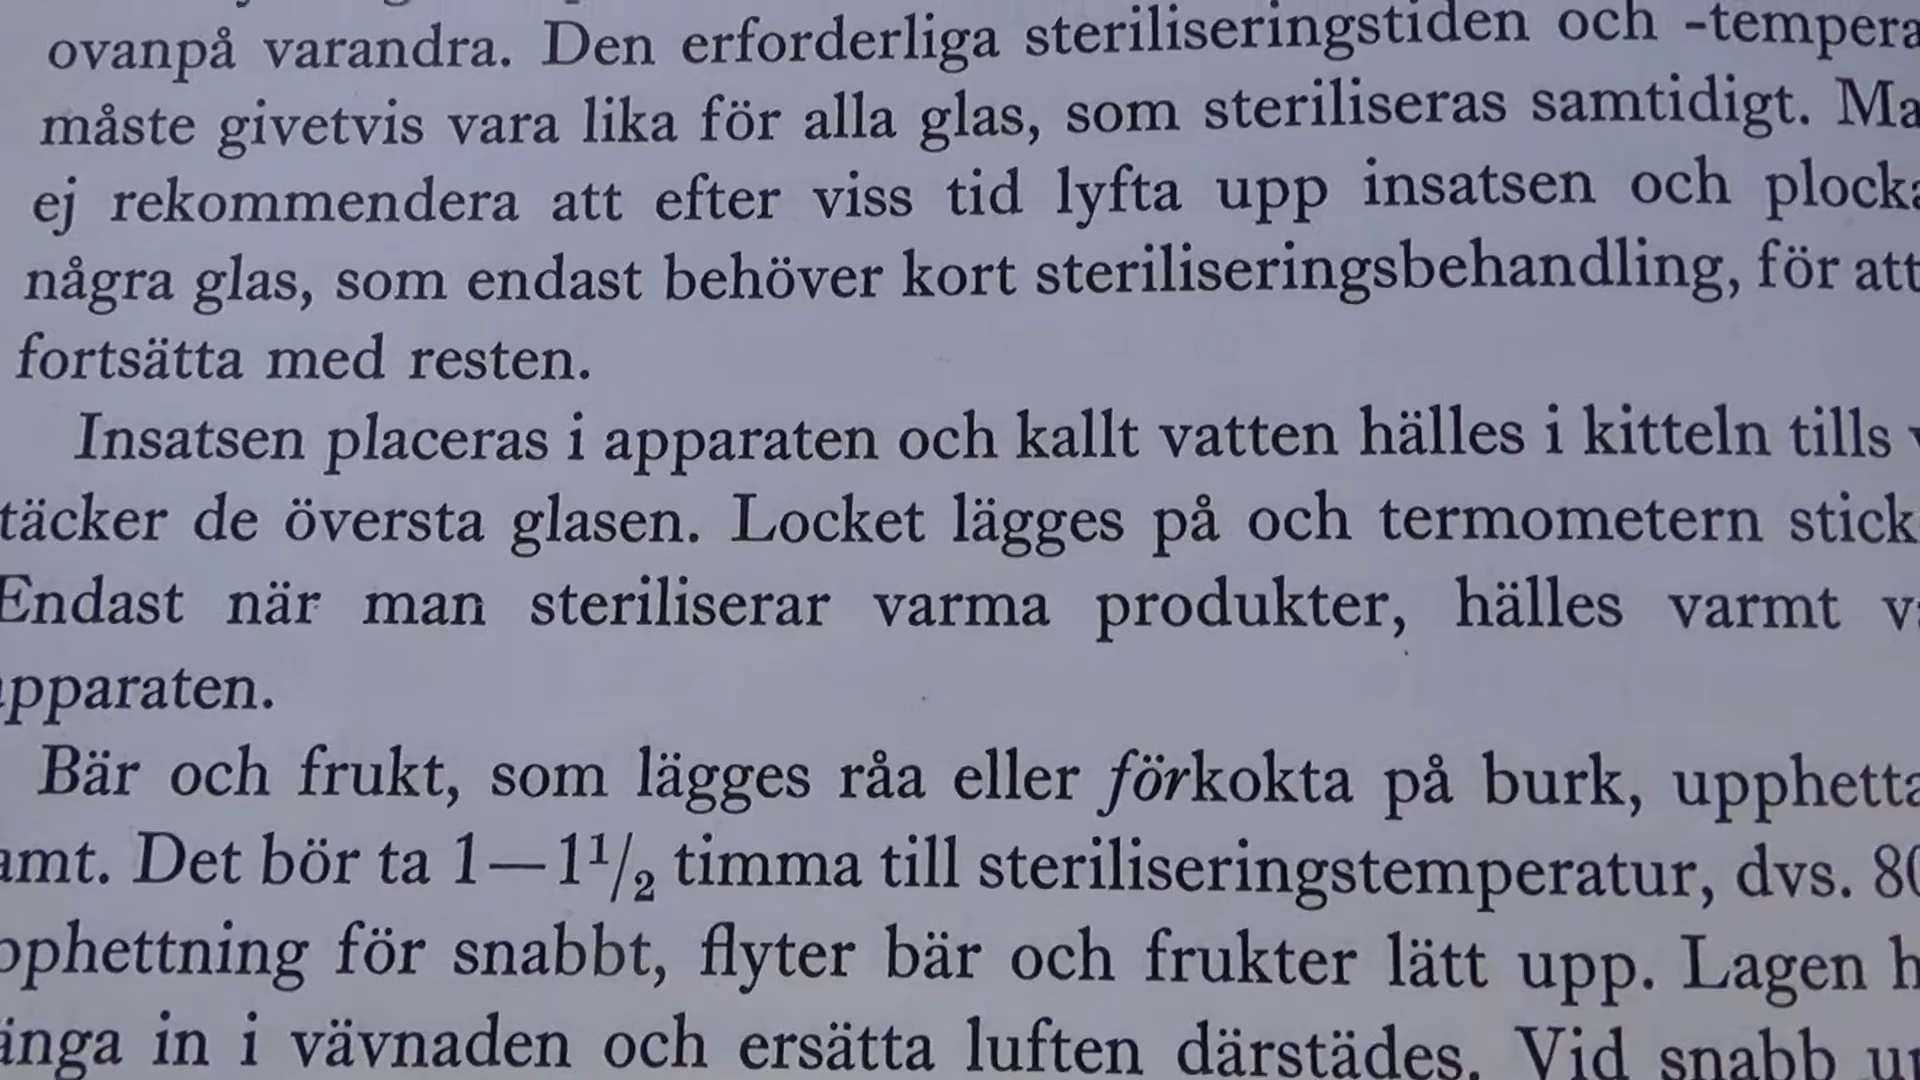 ovanpå varandra. Den erforderliga steriliseringstiden och -tempera
måste givetvis vara lika för alla glas, som steriliseras samtidigt. Ma
ej rekommendera att efter viss tid lyfta upp insatsen och plocka
några glas, som endast behöver kort steriliseringsbehandling, för att
fortsätta med resten.
Insatsen placeras i apparaten och kallt vatten hälles i kitteln tills
täcker de översta glasen. Locket lägges på och termometern stick
Endast när man steriliserar varma produkter, hälles varmt
pparaten.
Bär och frukt, som lägges råa eller förkokta på burk, upphetta
amt. Det bör ta 1—1½ timma till steriliseringstemperatur, dvs. 80
pphettning för snabbt, flyter bär och frukter lätt upp. Lagen h
änga in i vävnaden och ersätta luften därstädes. Vid snabb